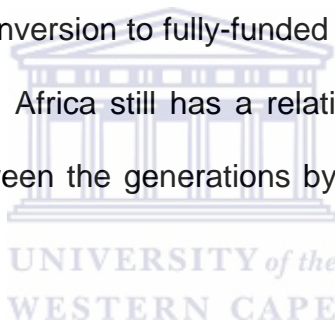 nversion to fully-funded
Africa still has a relati
een the generations by
UNIVERSITY of the
WESTERN CAPE